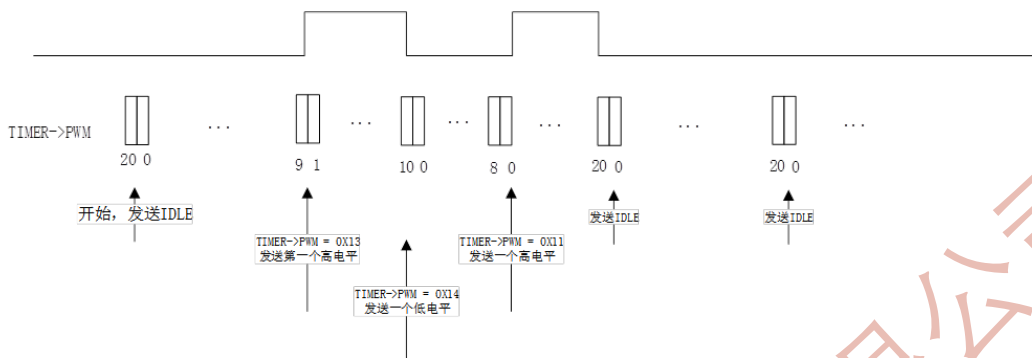 TIMER->PWM
...
...
...
...
...
...
20 0
9 1
10 0
8 0
20 0
20 0
开始，发送IDLE
发送IDLE
发送IDLE
TIMER->PWM = 0X13
发送第一个高电平
TIMER->PWM = 0X11
发送一个高电平
TIMER->PWM = 0X14
发送一个低电平
公司